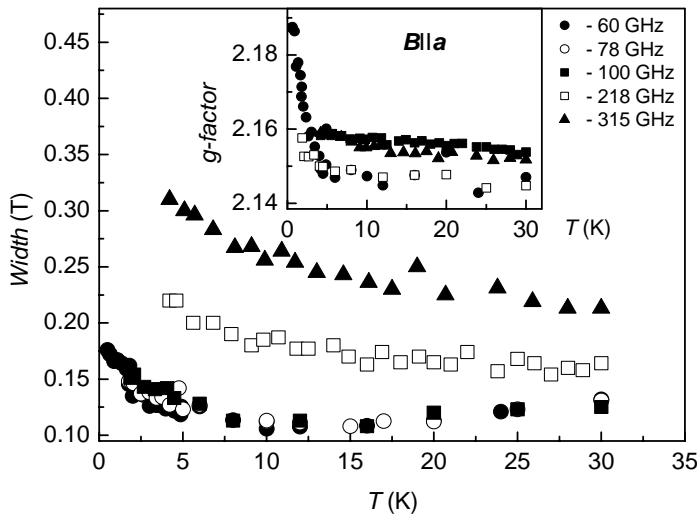 0.45
0.40
0.35
0.30
0.25
0.20
0.15
0.10
Width (T)
0
5
10
15
20
25
30
35
T (K)
2.18
2.16
2.14
g-factor
B||a
0
10
20
30
T (K)
- 60 GHz
- 78 GHz
- 100 GHz
- 218 GHz
- 315 GHz